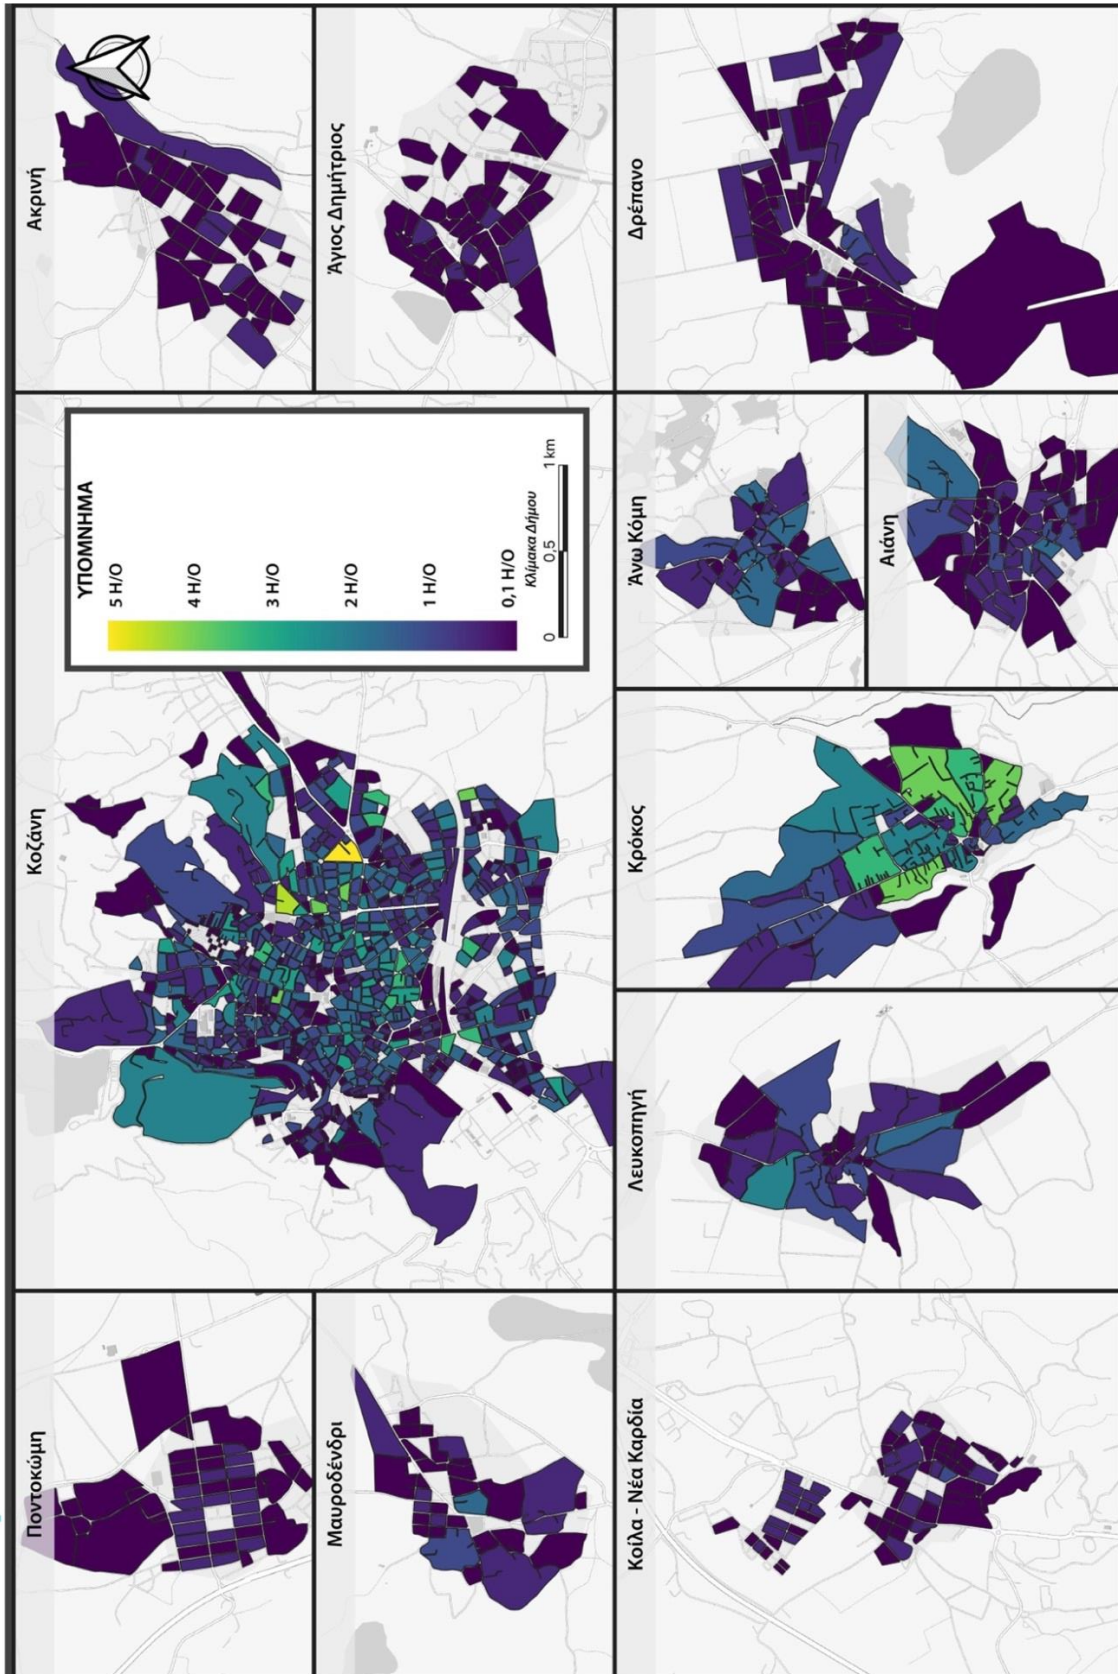 Ποντοκώμη
Κοζάνη
Ακρινή
ΥΠΟΜΝΗΜΑ
5 Η/Ο
4 Η/Ο
3 Η/Ο
2 Η/Ο
1 Η/Ο
0,1 Η/Ο
Κλίμακα Δήμου
0 0,5 1 km
Μαυροδένδρι
Άγιος Δημήτριος
Κοίλα - Νέα Καρδία
Λευκοπηγή
Κρόκος
Άνω Κόμη
Αιάνη
Δρέπανο